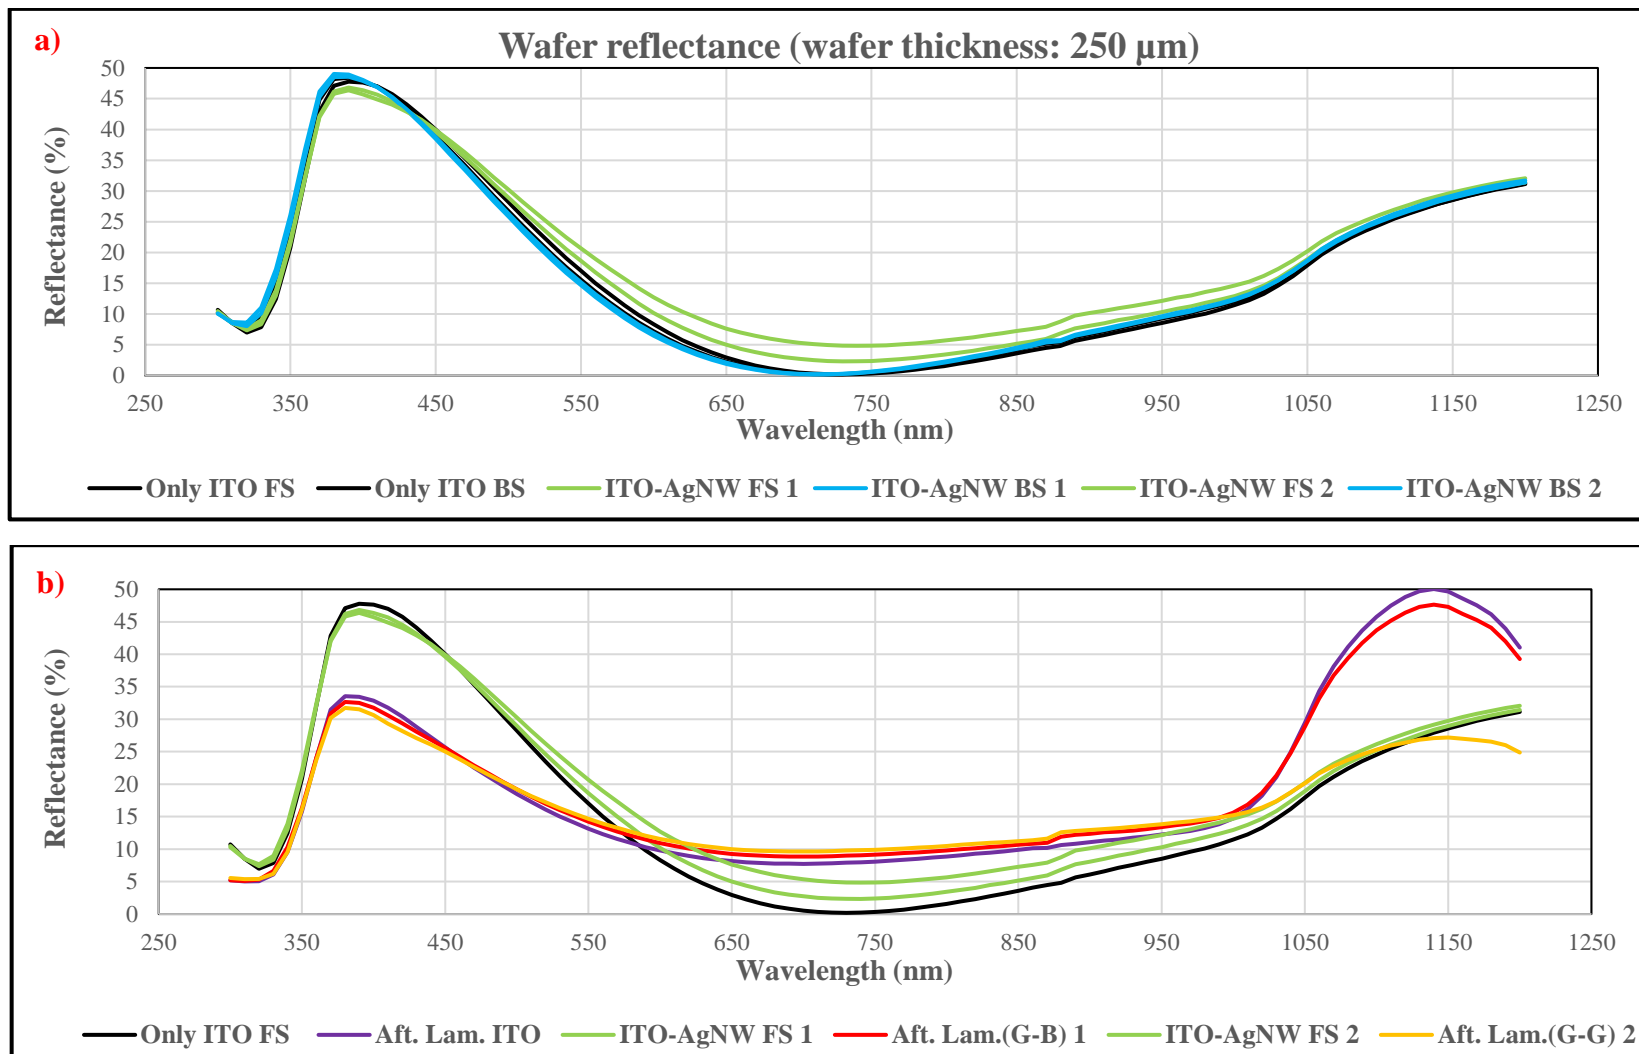 a)
Wafer reflectance (wafer thickness: 250 µm)
Reflectance (%)
50
45
40
35
30
25
20
15
10
5
0
250 350 450 550 650 750 850 950 1050 1150 1250
Wavelength (nm)
Only ITO FS Only ITO BS ITO-AgNW FS 1 ITO-AgNW BS 1 ITO-AgNW FS 2 ITO-AgNW BS 2
b)
Reflectance (%)
50
45
40
35
30
25
20
15
10
5
0
250 350 450 550 650 750 850 950 1050 1150 1250
Wavelength (nm)
Only ITO FS Aft. Lam. ITO ITO-AgNW FS 1 Aft. Lam.(G-B) 1 ITO-AgNW FS 2 Aft. Lam.(G-G) 2